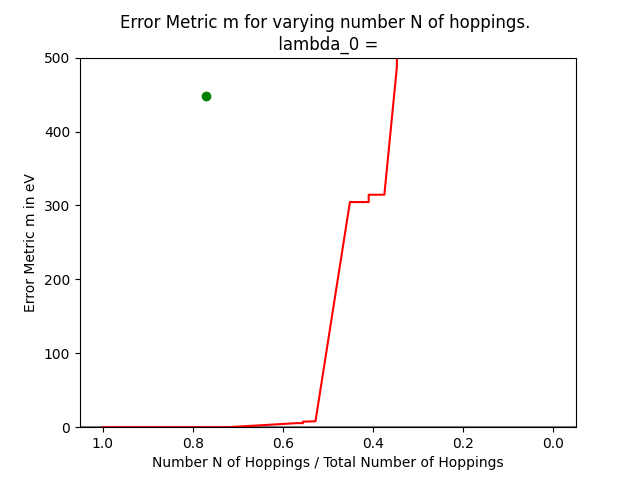 Error Metric m for varying number N of hoppings.
lambda_0 =
500
400
300
200
100
0
Error Metric m in eV
1.0 0.8 0.6 0.4 0.2 0.0
Number N of Hoppings / Total Number of Hoppings